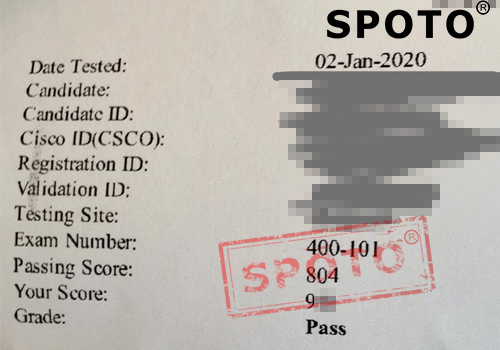 SPOTO®
Date Tested: 02-Jan-2020
Candidate:
Candidate ID:
Cisco ID(CSCO):
Registration ID:
Validation ID:
Testing Site:
Exam Number: 400-101
Passing Score: 804
Your Score: 9
Grade: Pass
SPOTO®